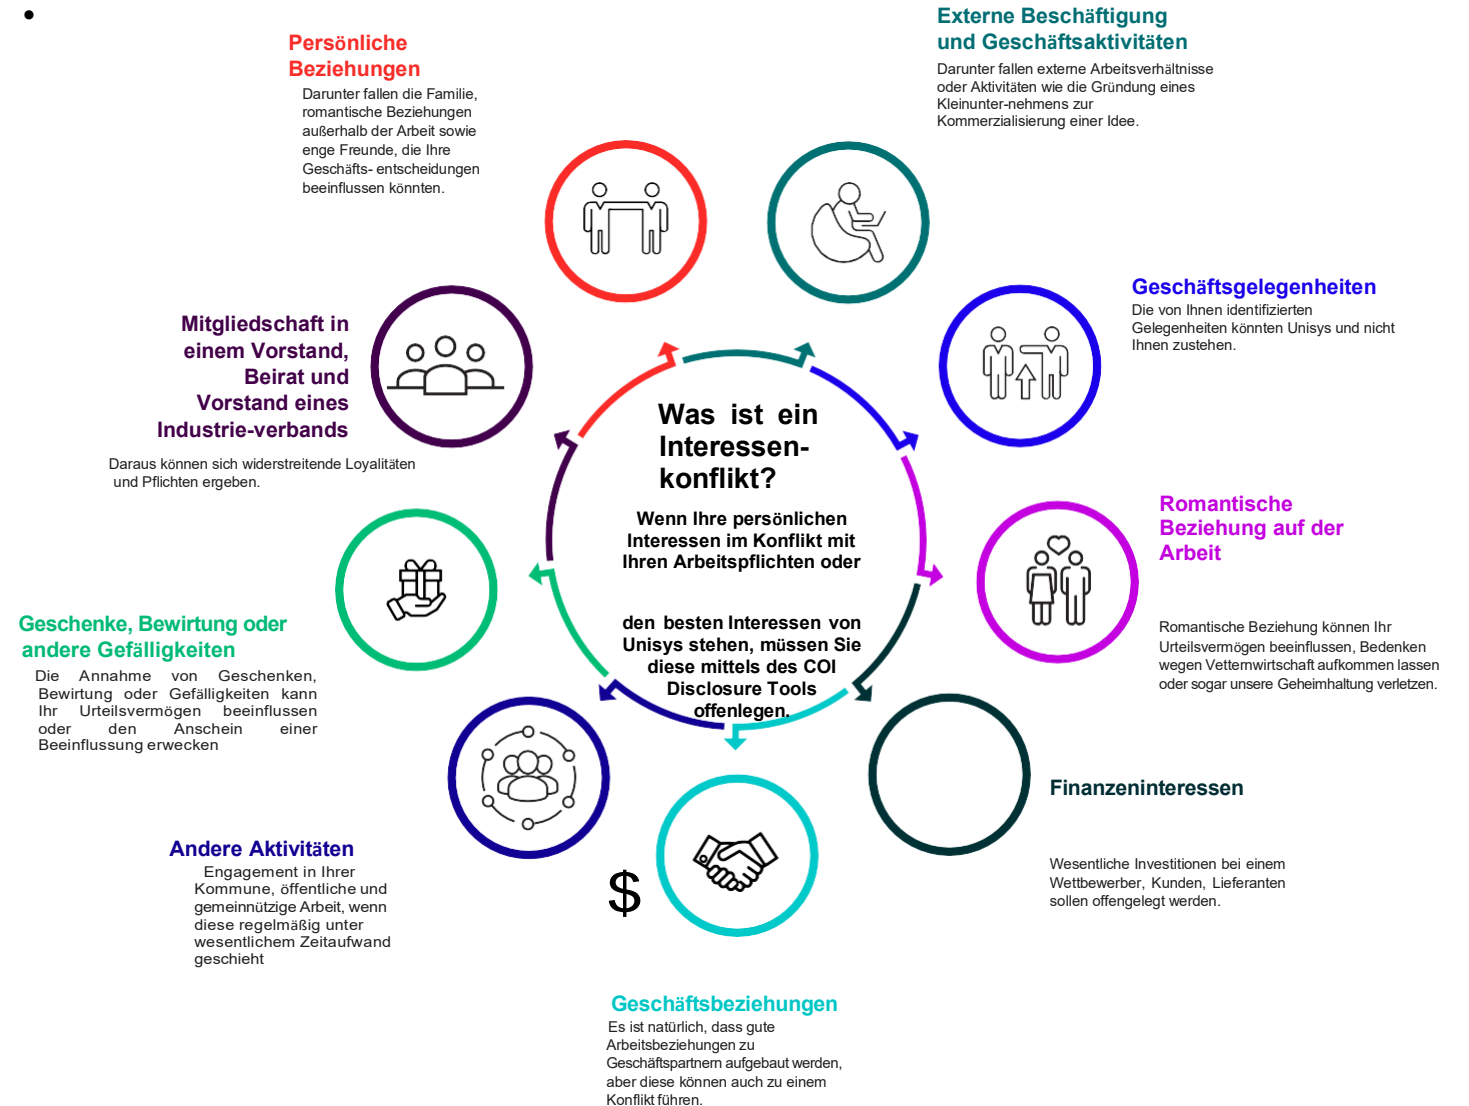 •
Persönliche
Beziehungen
Darunter fallen die Familie,
romantische Beziehungen
außerhalb der Arbeit sowie
enge Freunde, die Ihre
Geschäfts- entscheidungen
beeinflussen könnten.
Externe Beschäftigung
und Geschäftsaktivitäten
Darunter fallen externe Arbeitsverhältnisse
oder Aktivitäten wie die Gründung eines
Kleinunter-nehmens zur
Kommerzialisierung einer Idee.
Geschäftsgelegenheiten
Die von Ihnen identifizierten
Gelegenheiten könnten Unisys und nicht
Ihnen zustehen.
Mitgliedschaft in
einem Vorstand,
Beirat und
Vorstand eines
Industrie-verbands
Daraus können sich widerstreitende Loyalitäten
und Pflichten ergeben.
Was ist ein
Interessen-
konflikt?
Wenn Ihre persönlichen
Interessen im Konflikt mit
Ihren Arbeitspflichten oder
den besten Interessen von
Unisys stehen, müssen Sie
diese mittels des COI
Disclosure Tools
offenlegen.
Romantische
Beziehung auf der
Arbeit
Romantische Beziehung können Ihr
Urteilsvermögen beeinflussen, Bedenken
wegen Vetternwirtschaft aufkommen lassen
oder sogar unsere Geheimhaltung verletzen.
Geschenke, Bewirtung oder
andere Gefälligkeiten
Die Annahme von Geschenken,
Bewirtung oder Gefälligkeiten kann
Ihr Urteilsvermögen beeinflussen
oder den Anschein einer
Beeinflussung erwecken
Finanzeninteressen
Wesentliche Investitionen bei einem
Wettbewerber, Kunden, Lieferanten
sollen offengelegt werden.
Andere Aktivitäten
Engagement in Ihrer
Kommune, öffentliche und
gemeinnützige Arbeit, wenn
diese regelmäßig unter
wesentlichem Zeitaufwand
geschieht
$
Geschäftsbeziehungen
Es ist natürlich, dass gute
Arbeitsbeziehungen zu
Geschäftspartnern aufgebaut werden,
aber diese können auch zu einem
Konflikt führen.